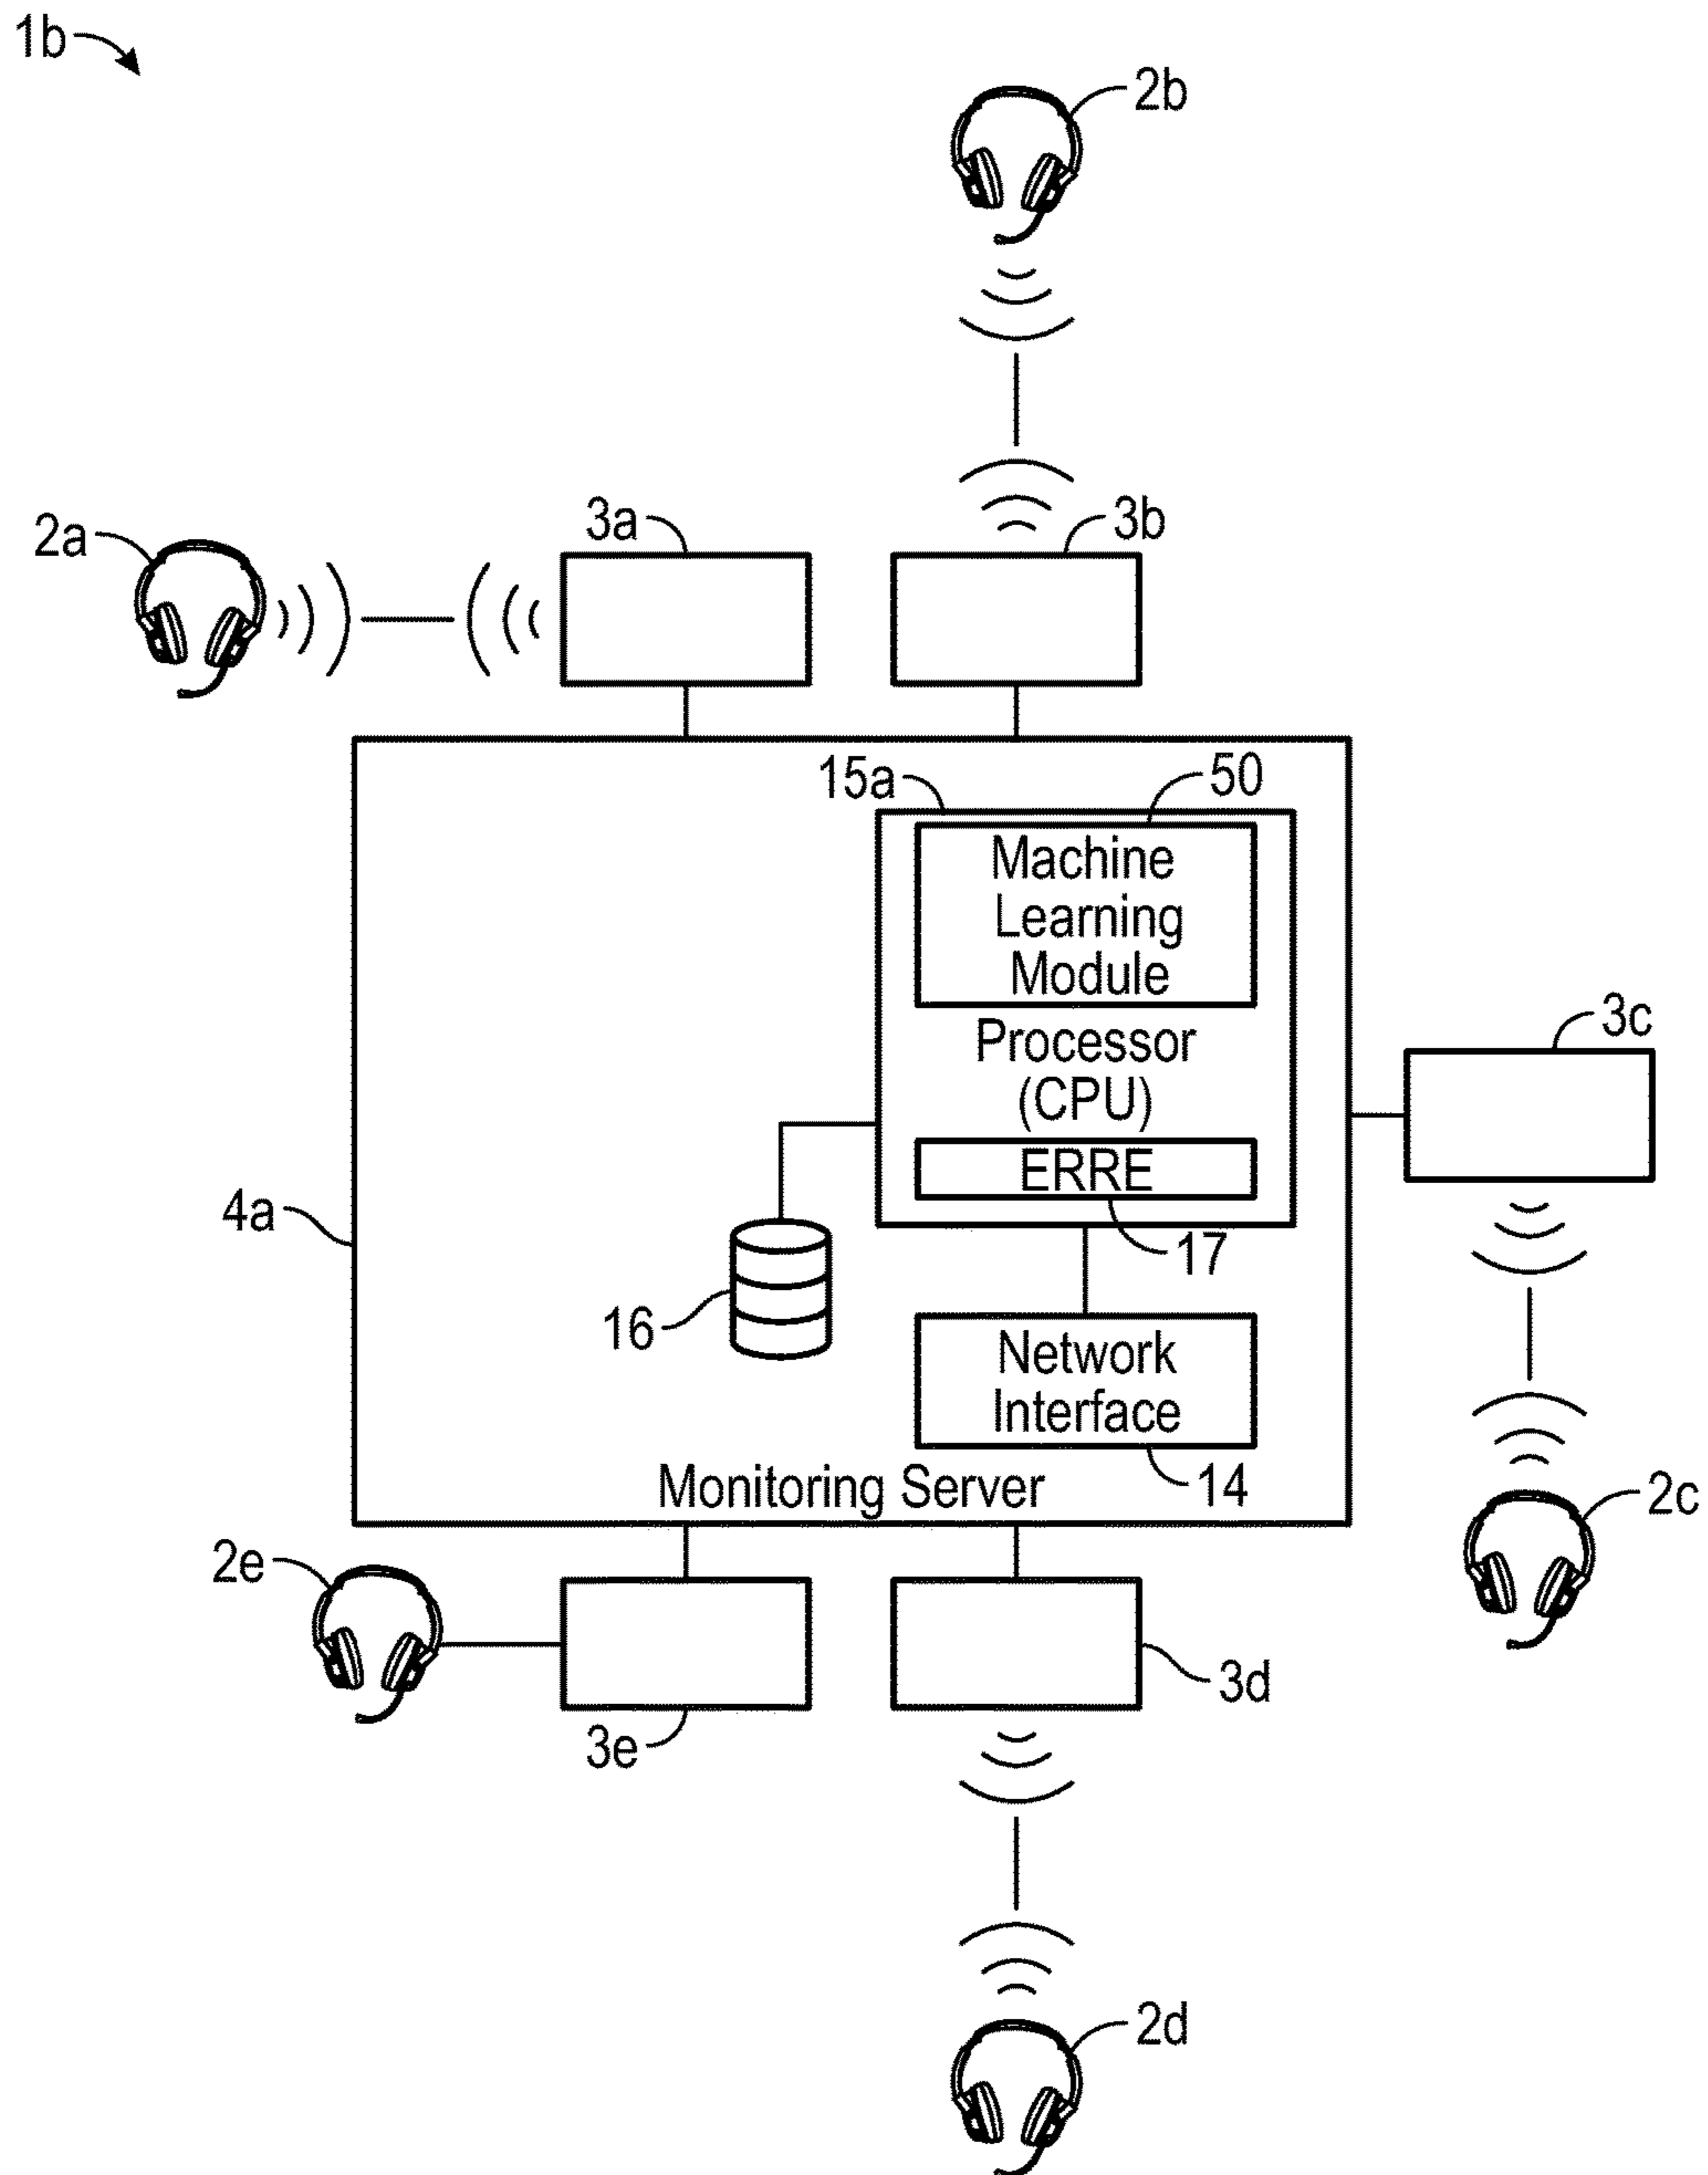 1b
2b
2a
3a
3b
15a
50
Machine
Learning
Module
Processor
(CPU)
3c
ERRE
4a
17
16
Network
Interface
14
Monitoring Server
2c
2e
3d
3e
2d